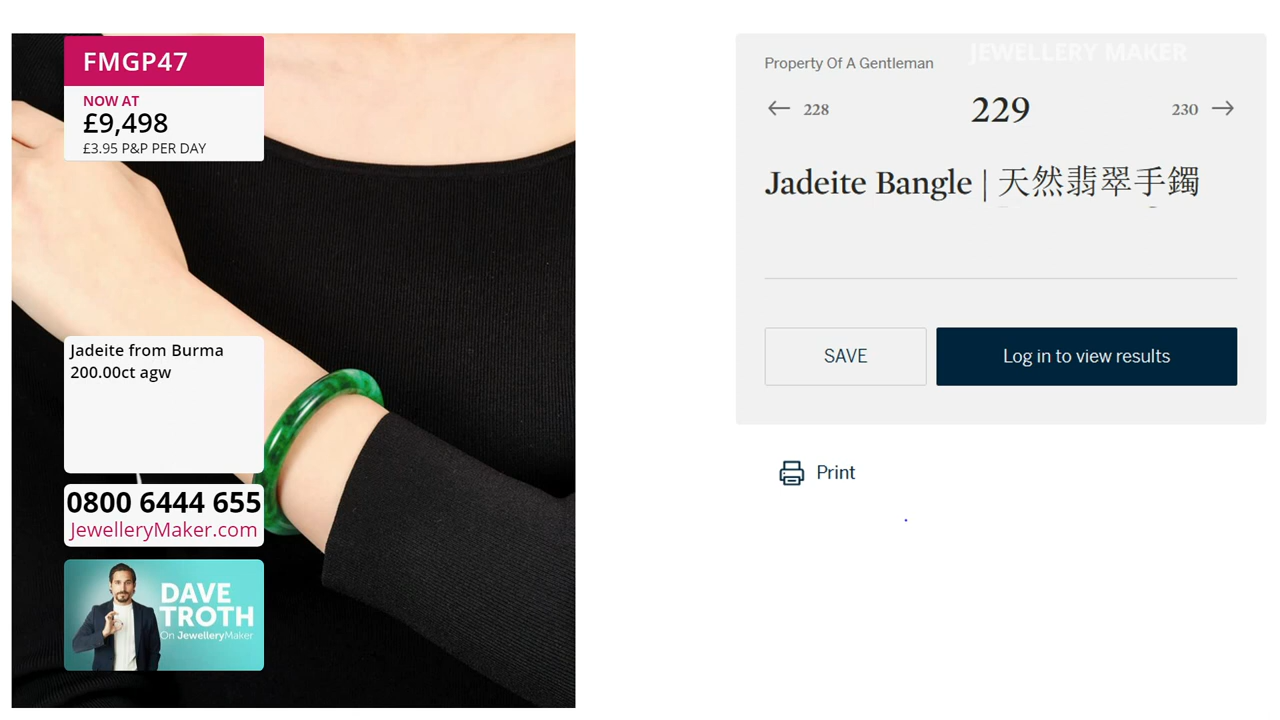 FMGP47
NOW AT
£9,498
£3.95 P&P PER DAY
Jadeite from Burma
200.00ct agw
0800 6444 655
JewelleryMaker.com
DAVE
TROTH
On JewelleryMaker
JEWELLERY MAKER
Property Of A Gentleman
← 228
229
230 →
Jadeite Bangle | 天然翡翠手鐲
SAVE
Log in to view results
Print